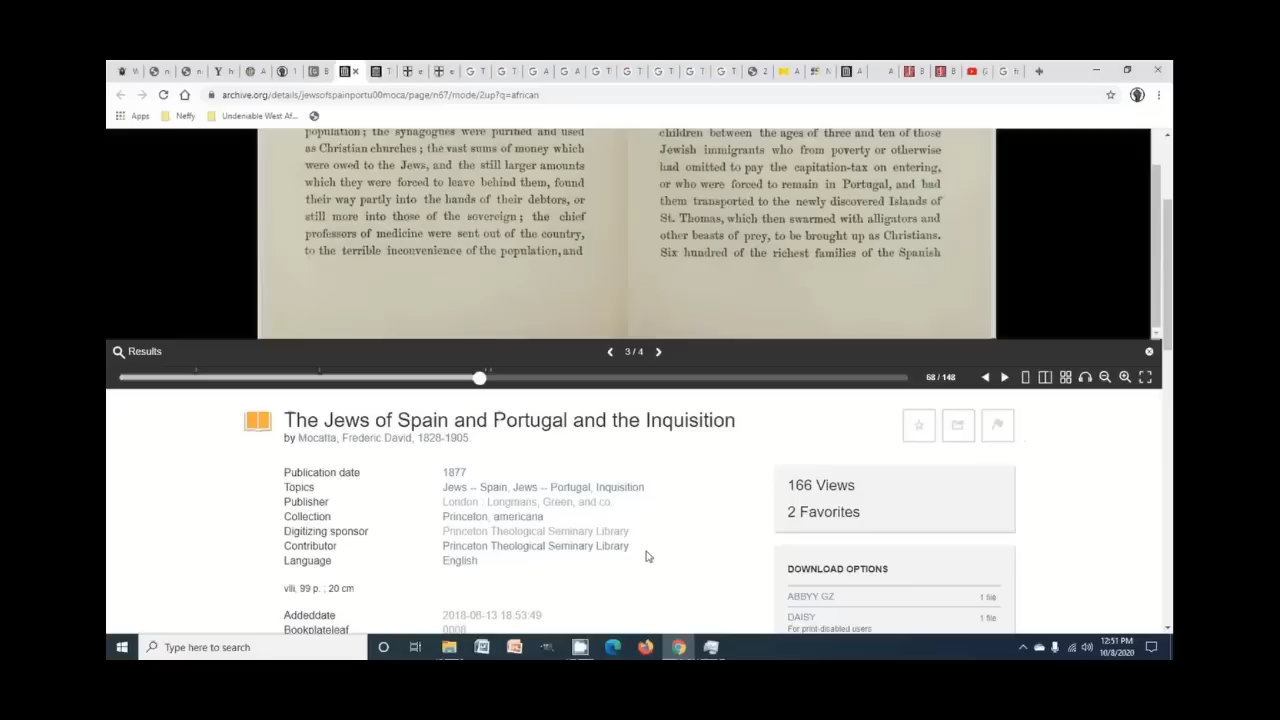 archive.org/details/jewsofspainportu00moca/page/n67/mode/2up?q=african
Apps Neffy Undeniable West Af...
population; the synagogues were purified and used
as Christian churches; the vast sums of money which
were owed to the Jews, and the still larger amounts
which they were forced to leave behind them, found
their way partly into the hands of their debtors, or
still more into those of the sovereign; the chief
professors of medicine were sent out of the country,
to the terrible inconvenience of the population, and
children between the ages of three and ten of those
Jewish immigrants who from poverty or otherwise
had omitted to pay the capitation-tax on entering,
or who were forced to remain in Portugal, and had
them transported to the newly discovered Islands of
St. Thomas, which then swarmed with alligators and
other beasts of prey, to be brought up as Christians.
Six hundred of the richest families of the Spanish
Results
3 / 4
68 / 148
The Jews of Spain and Portugal and the Inquisition
by Mocatta, Frederic David, 1828-1905
Publication date 1877
Topics Jews -- Spain, Jews -- Portugal, Inquisition
Publisher London : Longmans, Green, and co.
Collection Princeton, americana
Digitizing sponsor Princeton Theological Seminary Library
Contributor Princeton Theological Seminary Library
Language English
viii, 99 p. ; 20 cm
Addeddate 2018-06-13 18:53:49
Bookplateleaf 0008
166 Views
2 Favorites
DOWNLOAD OPTIONS
ABBYY GZ 1 file
DAISY 1 file
For print-disabled users
Type here to search
12:51 PM
10/8/2020